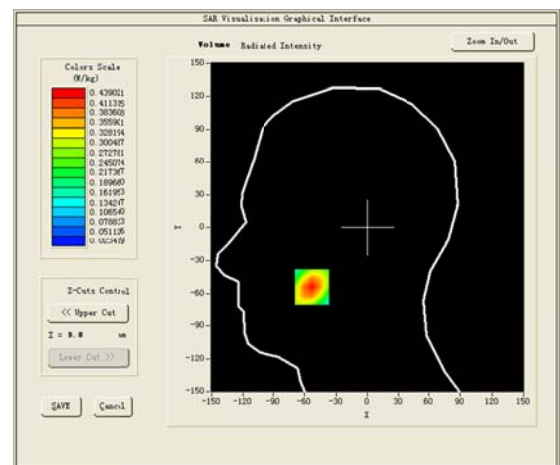 SAR Visualisation Graphical Interface
Volume Radiated Intensity
Zoom In/Out
Colors Scale
(W/kg)
0.439021
0.411315
0.383608
0.355901
0.328194
0.300487
0.272781
0.245074
0.217367
0.189660
0.161953
0.134247
0.106540
0.078833
0.051126
0.023419
Z-Cuts Control
<< Upper Cut
Z = 0.0 mm
Lower Cut >>
SAVE
Cancel
150
120
90
60
30
0
-30
-60
-90
-120
-150
Y
-150 -120 -90 -60 -30 0 30 60 90 120 150
X